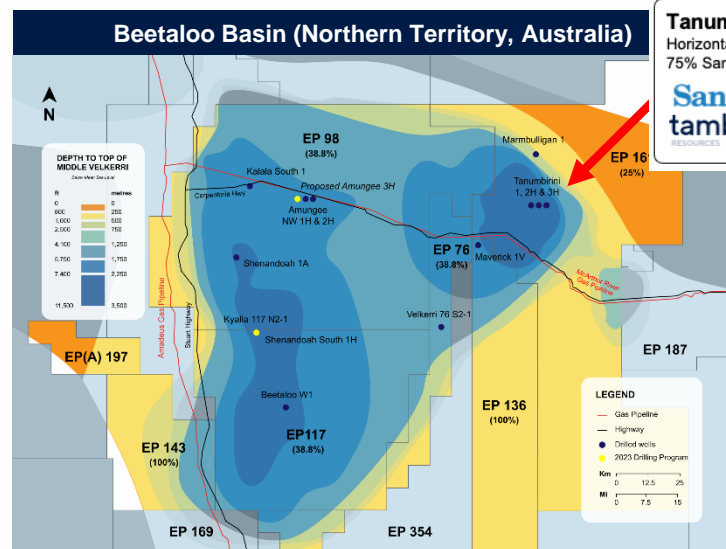 Beetaloo Basin (Northern Territory, Australia)
Tanum
Horizonta
75% San
San
tamb
RESOURCES
N
DEPTH TO TOP OF
MIDDLE VELKERRI
ft metres
0 0
800 250
1,600 500
2,500 750
4,100 1,250
5,750 1,750
7,400 2,250
11,500 3,500
EP 98
(38.8%)
Marmbulligan 1
EP 161
(25%)
Kalala South 1
Proposed Amungee 3H
Carpentaria Hwy
Amungee
NW 1H & 2H
Tanumbirini
1, 2H & 3H
EP 76
(38.8%)
Maverick 1V
McArthur River
Gas Pipeline
Shenandoah 1A
Amadeus Gas Pipeline
Stuart Highway
Velkerri 76 S2-1
Kyalla 117 N2-1
Shenandoah South 1H
EP(A) 197
EP 187
Beetaloo W1
EP 136
(100%)
EP117
(38.8%)
EP 143
(100%)
EP 169
EP 354
LEGEND
Gas Pipeline
Highway
Drilled wells
2023 Drilling Program
Km
0 12.5 25
Mi
0 7.5 15